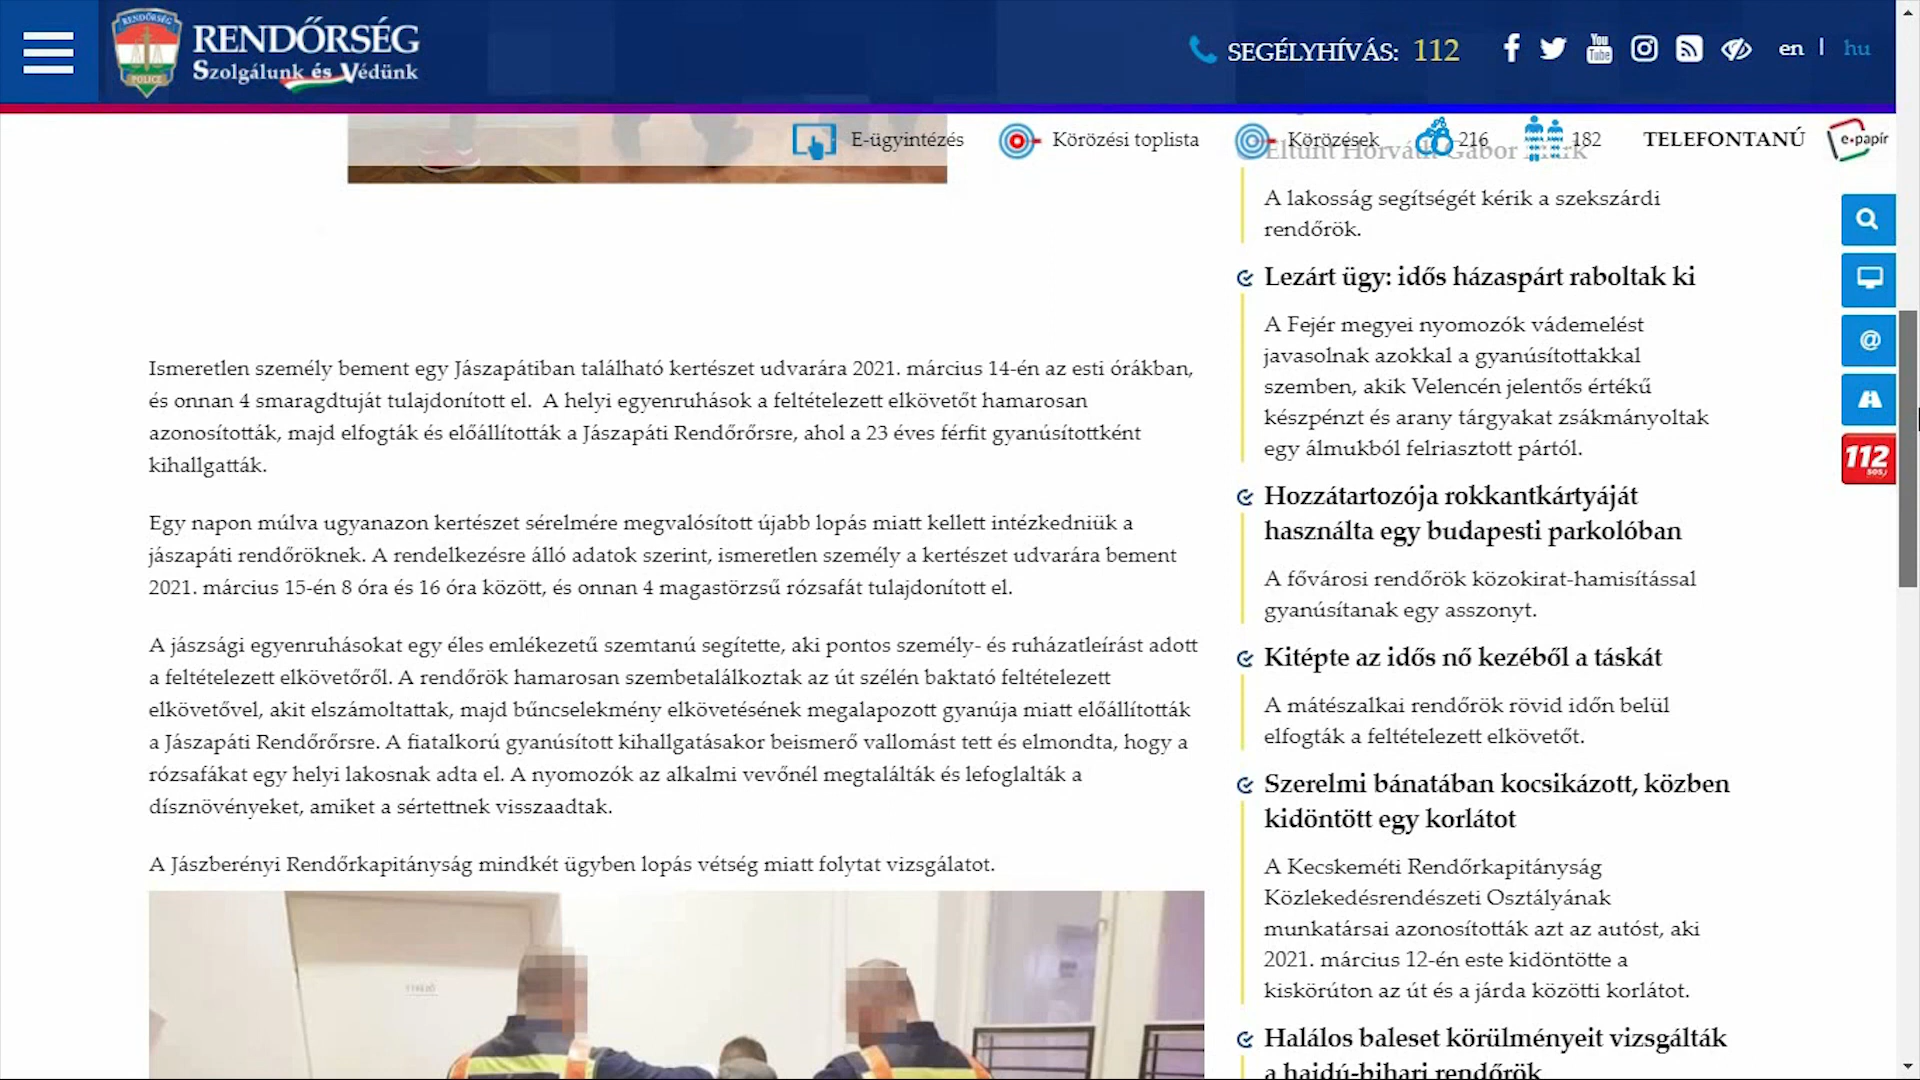 RENDŐRSÉG
POLICE
RENDŐRSÉG
Szolgálunk és Védünk
SEGÉLYHÍVÁS: 112
You
Tube
en | hu
E-ügyintézés
Körözési toplista
Körözések
216
182
TELEFONTANÚ
e-papír
Ismeretlen személy bement egy Jászapátiban található kertészet udvarára 2021. március 14-én az esti órákban,
és onnan 4 smaragdtuját tulajdonított el. A helyi egyenruhások a feltételezett elkövetőt hamarosan
azonosították, majd elfogták és előállították a Jászapáti Rendőrőrsre, ahol a 23 éves férfit gyanúsítottként
kihallgatták.
Egy napon múlva ugyanazon kertészet sérelmére megvalósított újabb lopás miatt kellett intézkedniük a
jászapáti rendőröknek. A rendelkezésre álló adatok szerint, ismeretlen személy a kertészet udvarára bement
2021. március 15-én 8 óra és 16 óra között, és onnan 4 magastörzsű rózsafát tulajdonított el.
A jászsági egyenruhásokat egy éles emlékezetű szemtanú segítette, aki pontos személy- és ruházatleírást adott
a feltételezett elkövetőről. A rendőrök hamarosan szembetalálkoztak az út szélén baktató feltételezett
elkövetővel, akit elszámoltattak, majd bűncselekmény elkövetésének megalapozott gyanúja miatt előállították
a Jászapáti Rendőrőrsre. A fiatalkorú gyanúsított kihallgatásakor beismerő vallomást tett és elmondta, hogy a
rózsafákat egy helyi lakosnak adta el. A nyomozók az alkalmi vevőnél megtalálták és lefoglalták a
dísznövényeket, amiket a sértettnek visszaadtak.
A Jászberényi Rendőrkapitányság mindkét ügyben lopás vétség miatt folytat vizsgálatot.
Eltűnt Horváth Gábor
A lakosság segítségét kérik a szekszárdi
rendőrök.
Lezárt ügy: idős házaspárt raboltak ki
A Fejér megyei nyomozók vádemelést
javasolnak azokkal a gyanúsítottakkal
szemben, akik Velencén jelentős értékű
készpénzt és arany tárgyakat zsákmányoltak
egy álmukból felriasztott pártól.
Hozzátartozója rokkantkártyáját
használta egy budapesti parkolóban
A fővárosi rendőrök közokirat-hamisítással
gyanúsítanak egy asszonyt.
Kitépte az idős nő kezéből a táskát
A mátészalkai rendőrök rövid időn belül
elfogták a feltételezett elkövetőt.
Szerelmi bánatában kocsikázott, közben
kidöntött egy korlátot
A Kecskeméti Rendőrkapitányság
Közlekedésrendészeti Osztályának
munkatársai azonosították azt az autóst, aki
2021. március 12-én este kidöntötte a
kiskörúton az út és a járda közötti korlátot.
Halálos baleset körülményeit vizsgálták
a hajdú-bihari rendőrök
@
112
SOS